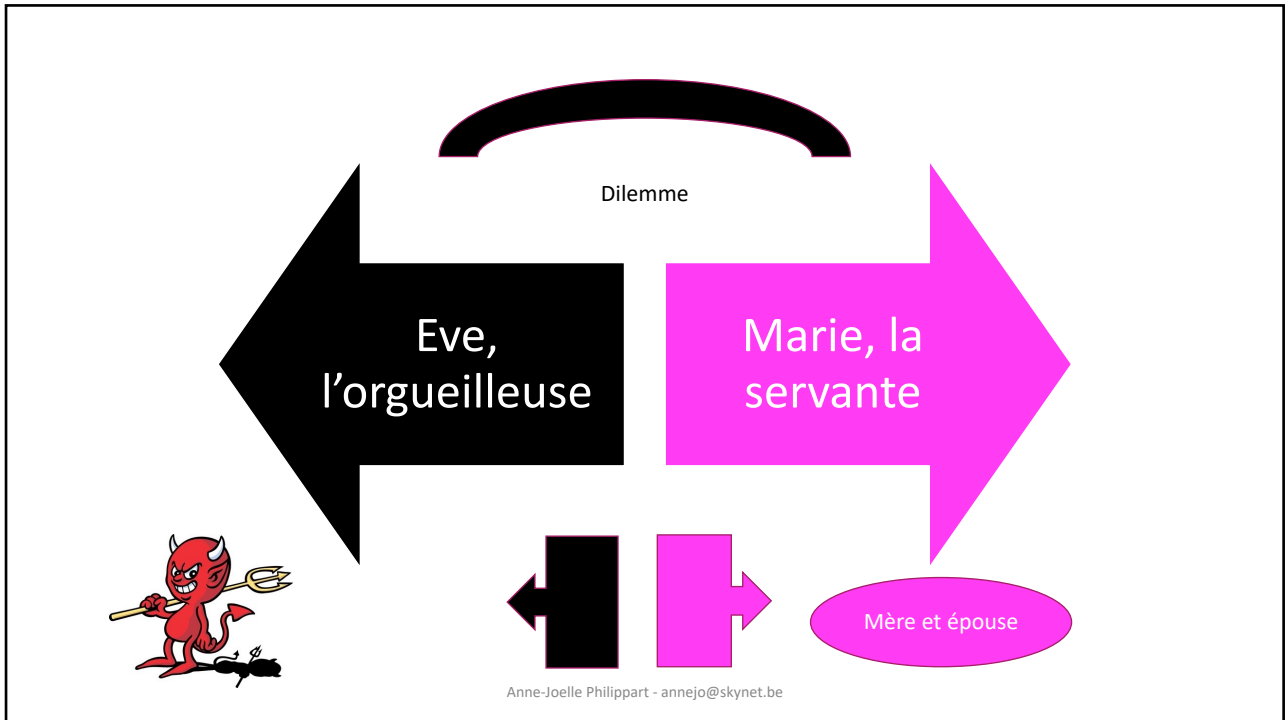 Dilemme
Eve,
l’orgueilleuse
Marie, la
servante
Mère et épouse
Anne-Joelle Philippart - annejo@skynet.be